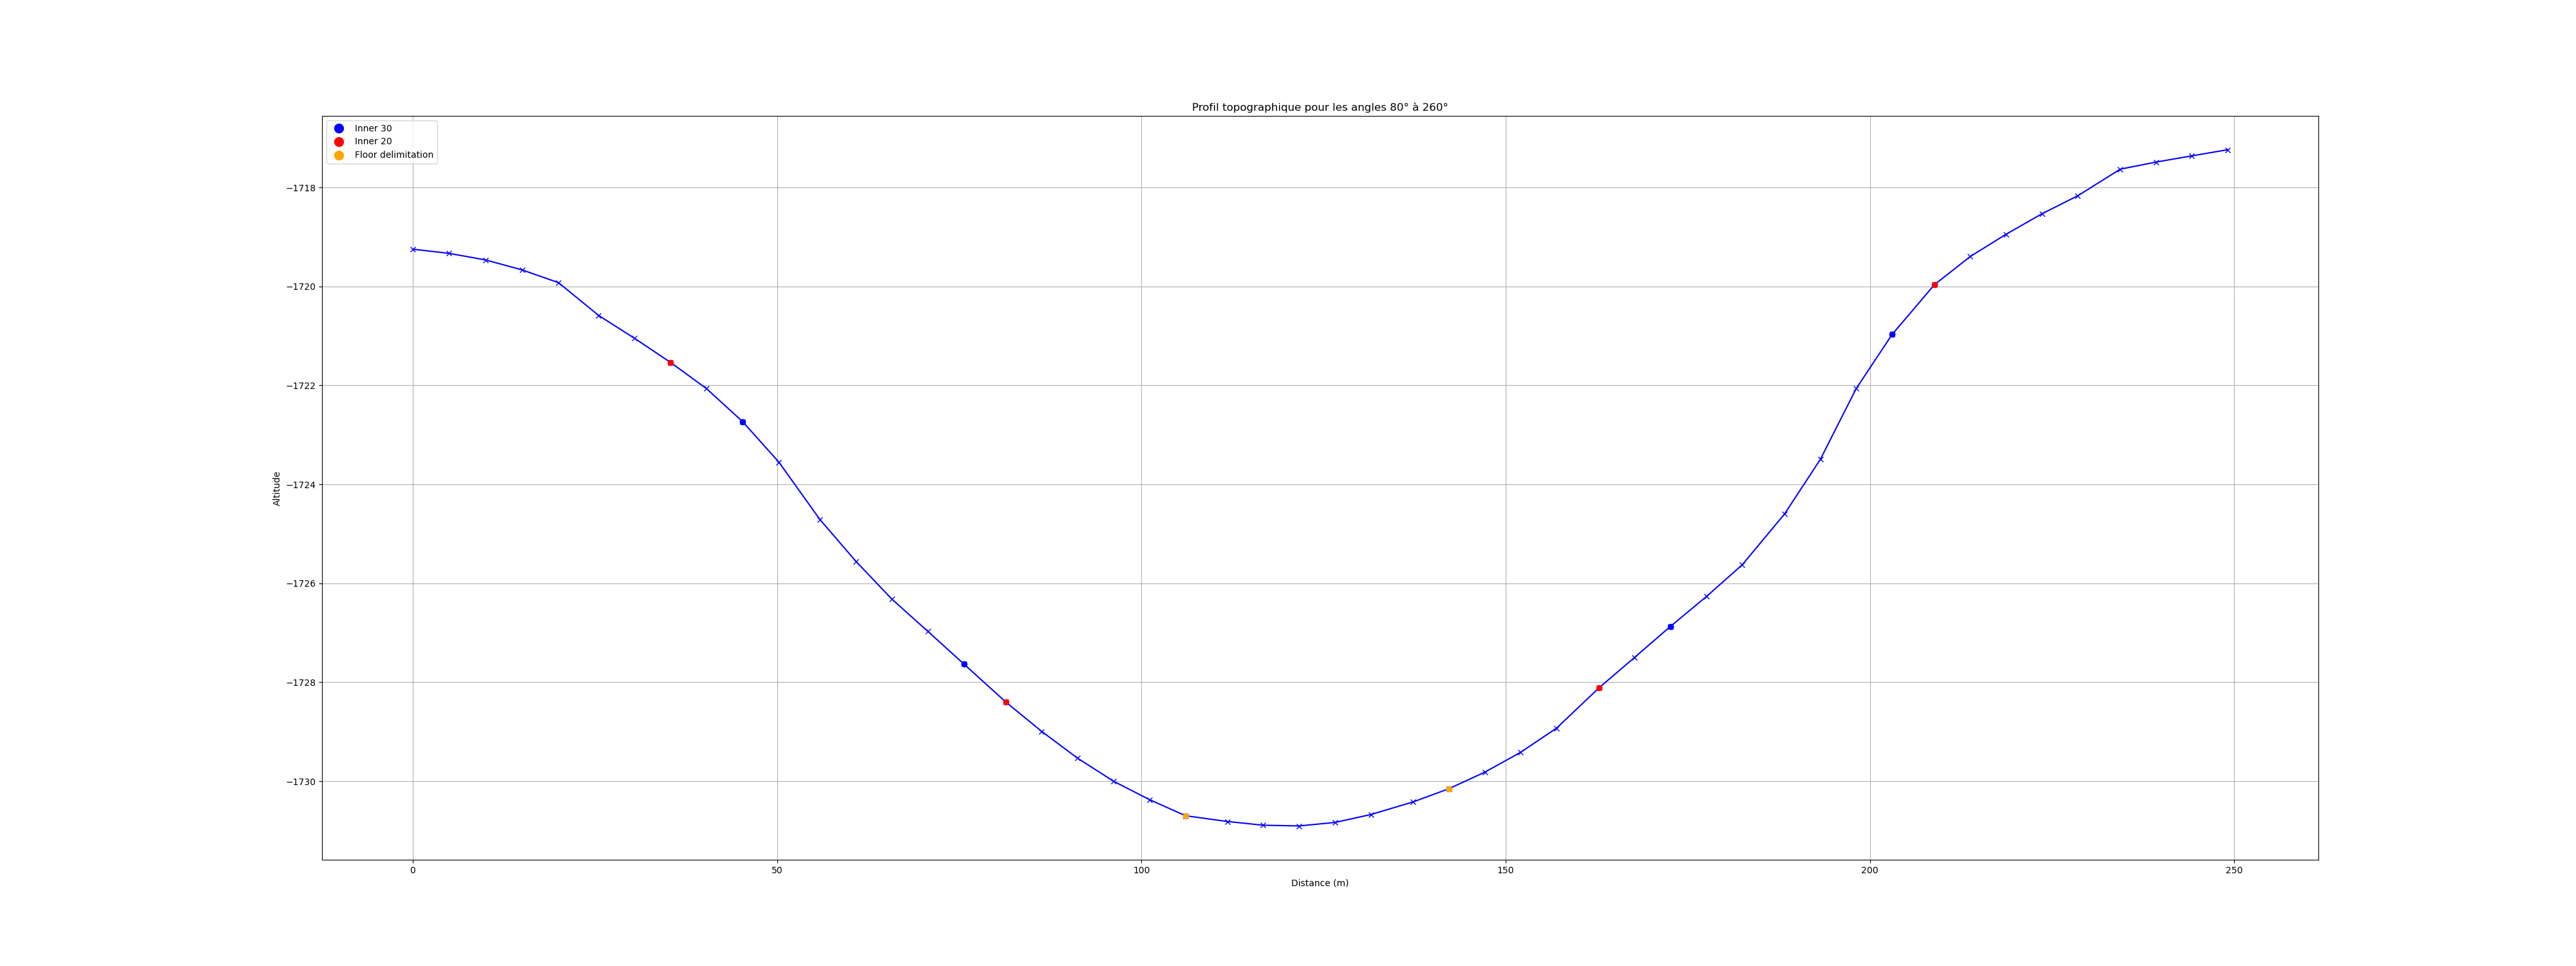 Profil topographique pour les angles 80° à 260°
Inner 30
Inner 20
Floor delimitation
−1718
−1720
−1722
−1724
−1726
−1728
−1730
Altitude
0 50 100 150 200 250
Distance (m)